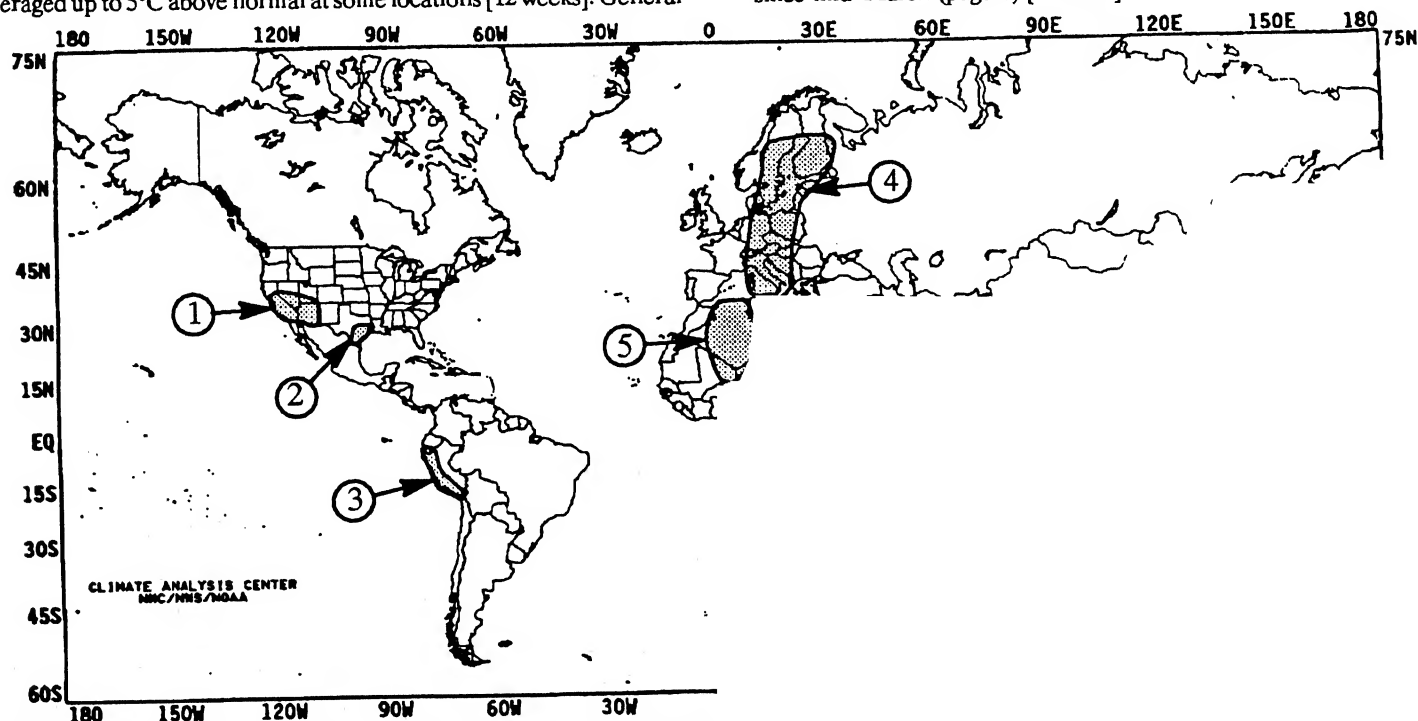 eraged up to 5°C above normal at some locations [12 weeks]. General
180 150W 120W 90W 60W 30W 0 30E 60E 90E 120E 150E 180
75N 75N
60N
4
45N
1
30N
5
2
15N
EQ
3
15S
30S
CLIMATE ANALYSIS CENTER
NMC/NWS/NOAA
45S
60S
180 150W 120W 90W 60W 30W